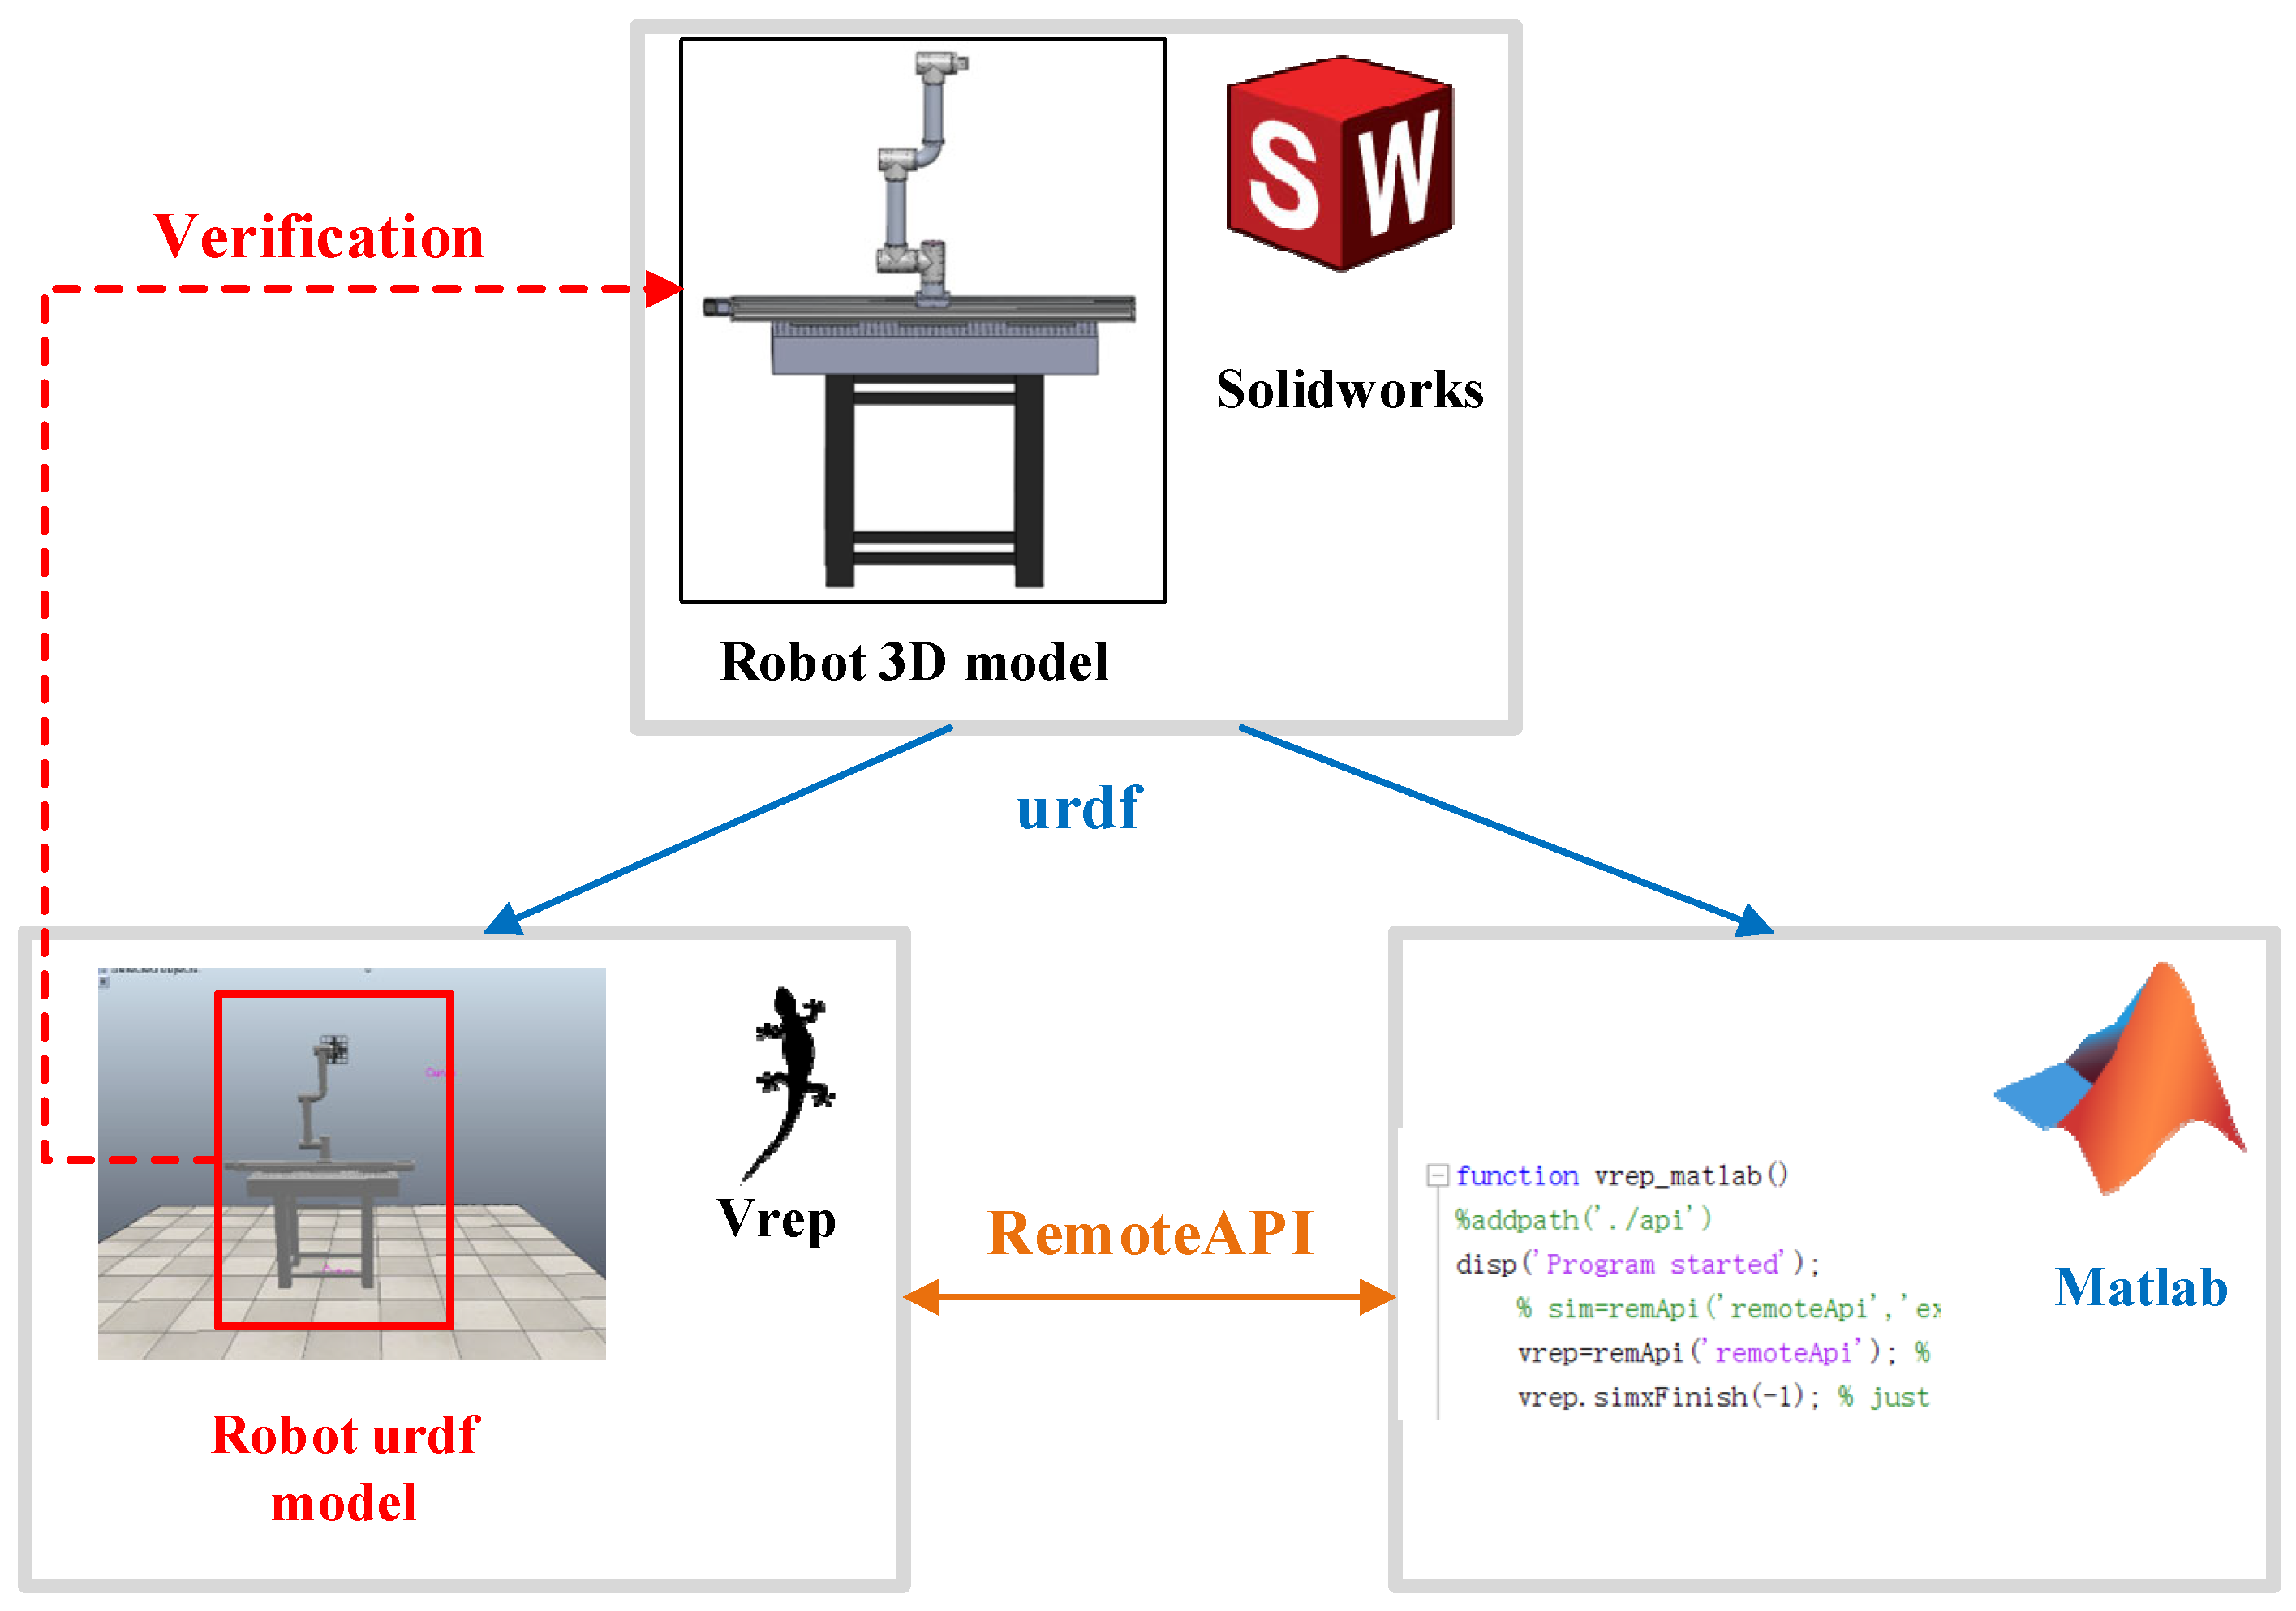 SW
Verification
Solidworks
Robot 3D model
urdf
Vrep
RemoteAPI
function vrep_matlab()
%addpath('./api')
disp('Program started');
% sim=remApi('remoteApi','ex
vrep=remApi('remoteApi'); %
vrep.simxFinish(-1); % just
Matlab
Robot urdf
model